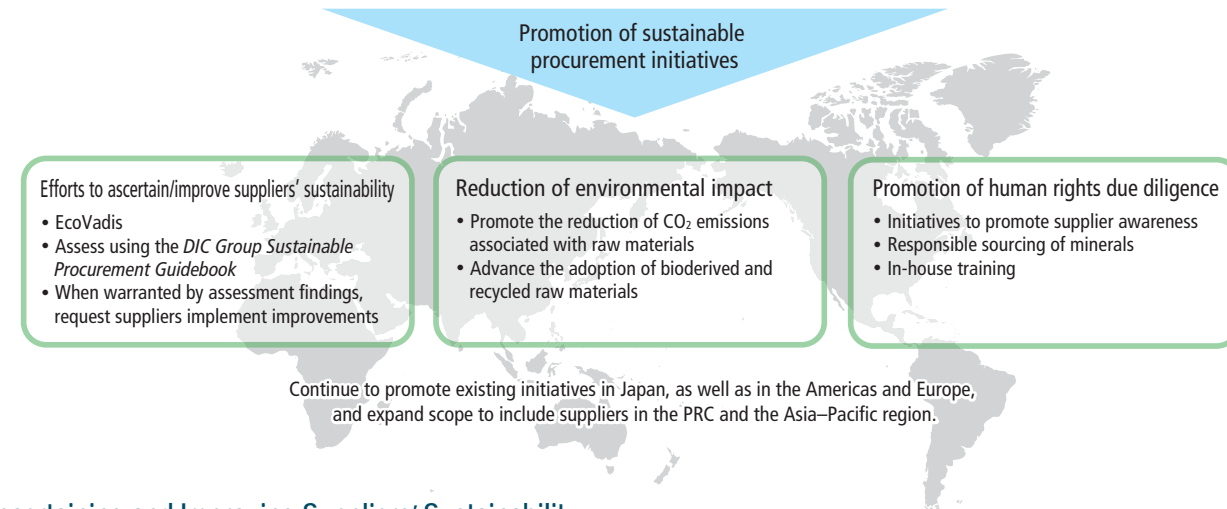 Promotion of sustainable
procurement initiatives
Efforts to ascertain/improve suppliers' sustainability
• EcoVadis
• Assess using the DIC Group Sustainable
Procurement Guidebook
• When warranted by assessment findings,
request suppliers implement improvements
Reduction of environmental impact
• Promote the reduction of CO₂ emissions
associated with raw materials
• Advance the adoption of bioderived and
recycled raw materials
Promotion of human rights due diligence
• Initiatives to promote supplier awareness
• Responsible sourcing of minerals
• In-house training
Continue to promote existing initiatives in Japan, as well as in the Americas and Europe,
and expand scope to include suppliers in the PRC and the Asia–Pacific region.
and Improving Suppliers' Sustainability